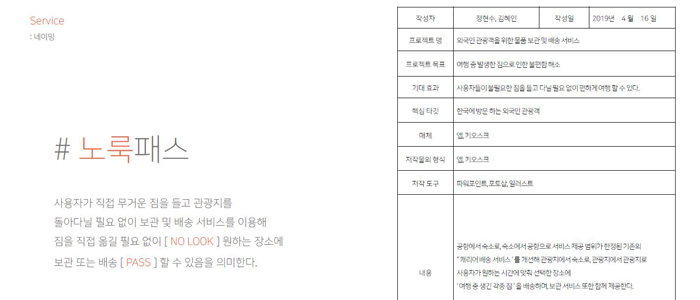 Service
: 네이밍
# 노룩패스
사용자가 직접 무거운 짐을 들고 관광지를
돌아다닐 필요 없이 보관 및 배송 서비스를 이용해
짐을 직접 옮길 필요 없이 [ NO LOOK ] 원하는 장소에
보관 또는 배송 [ PASS ] 할 수 있음을 의미한다.
작성자 정현수, 김혜인 작성일 2019년 4 월 16 일
프로젝트 명 외국인 관광객을 위한 물품 보관 및 배송 서비스
프로젝트 목표 여행 중 발생한 짐으로 인한 불편함 해소
기대 효과 사용자들이 불필요한 짐을 들고 다닐 필요 없이 편하게 여행 할 수 있다.
핵심 타깃 한국에 방문 하는 외국인 관광객
매체 앱, 키오스크
저작물의 형식 앱, 키오스크
저작 도구 파워포인트, 포토샵, 일러스트
내용
공항에서 숙소로, 숙소에서 공항으로 서비스 제공 범위가 한정된 기존의
"캐리어 배송 서비스' 를 개선해 관광지에서 숙소로, 관광지에서 관광지로
사용자가 원하는 시간에 맞춰 선택한 장소에
'여행 중 생긴 각종 짐' 을 배송하며, 보관 서비스 또한 함께 제공한다.